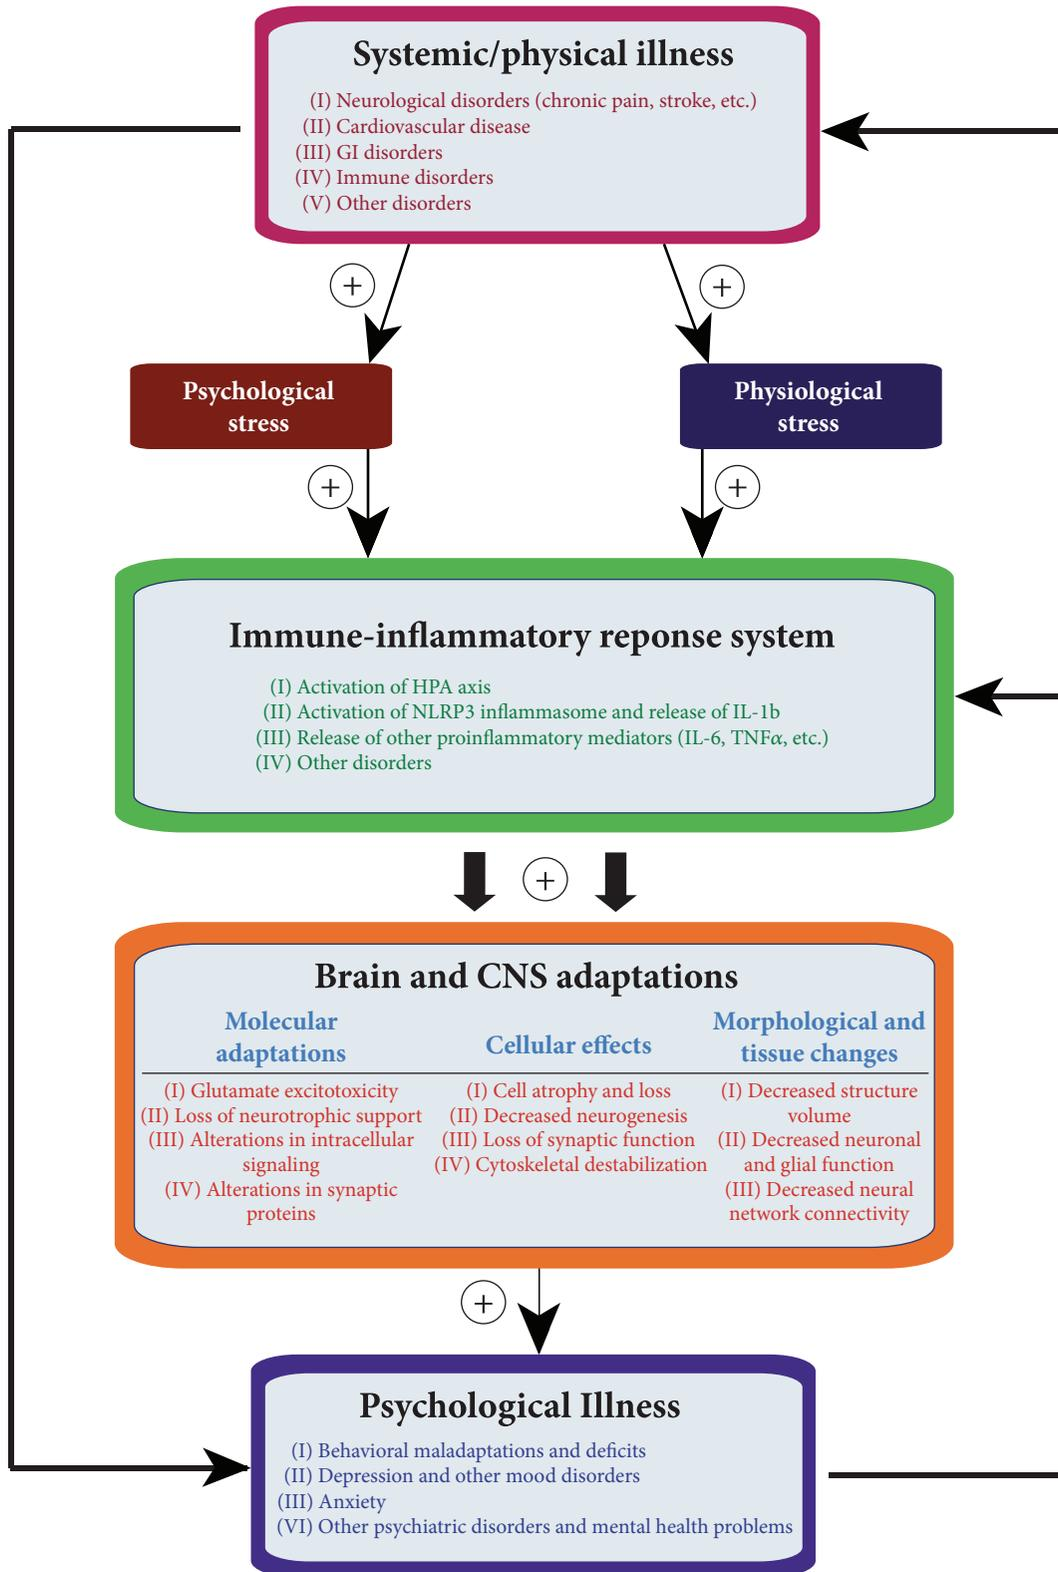 Systemic/physical illness
(I) Neurological disorders (chronic pain, stroke, etc.)
(II) Cardiovascular disease
(III) GI disorders
(IV) Immune disorders
(V) Other disorders
+
+
Psychological
stress
Physiological
stress
+
+
Immune-inflammatory reponse system
(I) Activation of HPA axis
(II) Activation of NLRP3 inflammasome and release of IL-1b
(III) Release of other proinflammatory mediators (IL-6, TNFα, etc.)
(IV) Other disorders
+
Brain and CNS adaptations
Molecular
adaptations
(I) Glutamate excitotoxicity
(II) Loss of neurotrophic support
(III) Alterations in intracellular
signaling
(IV) Alterations in synaptic
proteins
Cellular effects
(I) Cell atrophy and loss
(II) Decreased neurogenesis
(III) Loss of synaptic function
(IV) Cytoskeletal destabilization
Morphological and
tissue changes
(I) Decreased structure
volume
(II) Decreased neuronal
and glial function
(III) Decreased neural
network connectivity
+
Psychological Illness
(I) Behavioral maladaptations and deficits
(II) Depression and other mood disorders
(III) Anxiety
(VI) Other psychiatric disorders and mental health problems